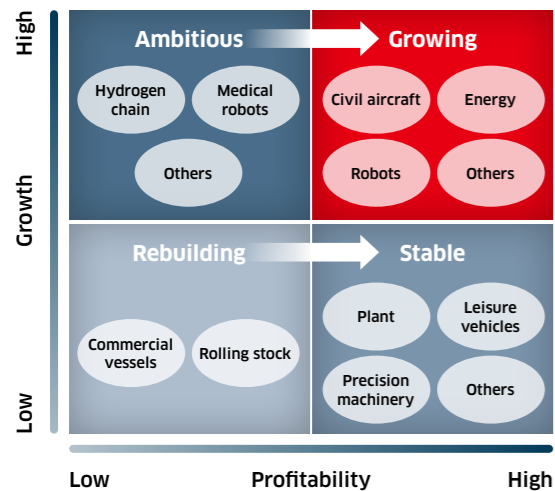 High
Growth
Low
Ambitious
Growing
Hydrogen
chain
Medical
robots
Others
Civil aircraft
Energy
Robots
Others
Rebuilding
Stable
Commercial
vessels
Rolling stock
Plant
Leisure
vehicles
Precision
machinery
Others
Low
Profitability
High